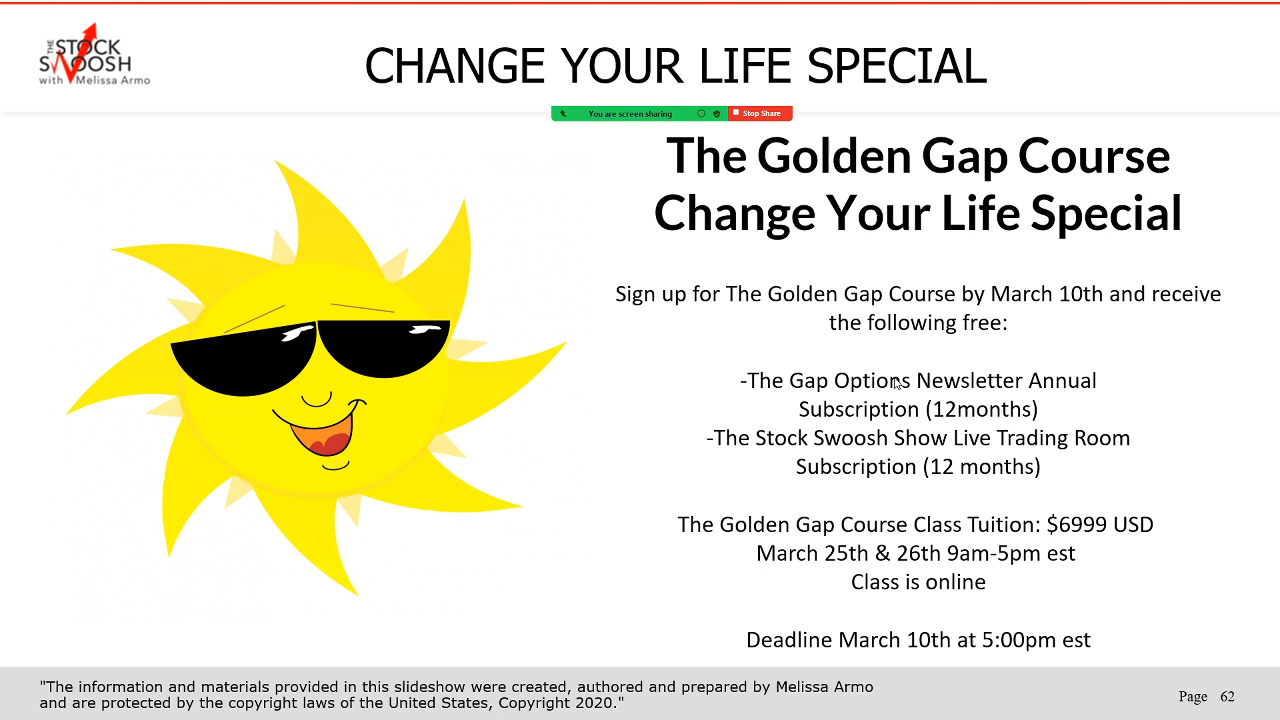 THE STOCK
SWOOSH
with Melissa Armo
CHANGE YOUR LIFE SPECIAL
You are screen sharing
Stop Share
The Golden Gap Course
Change Your Life Special
Sign up for The Golden Gap Course by March 10th and receive
the following free:
-The Gap Options Newsletter Annual
Subscription (12months)
-The Stock Swoosh Show Live Trading Room
Subscription (12 months)
The Golden Gap Course Class Tuition: $6999 USD
March 25th & 26th 9am-5pm est
Class is online
Deadline March 10th at 5:00pm est
"The information and materials provided in this slideshow were created, authored and prepared by Melissa Armo
and are protected by the copyright laws of the United States, Copyright 2020."
Page 62